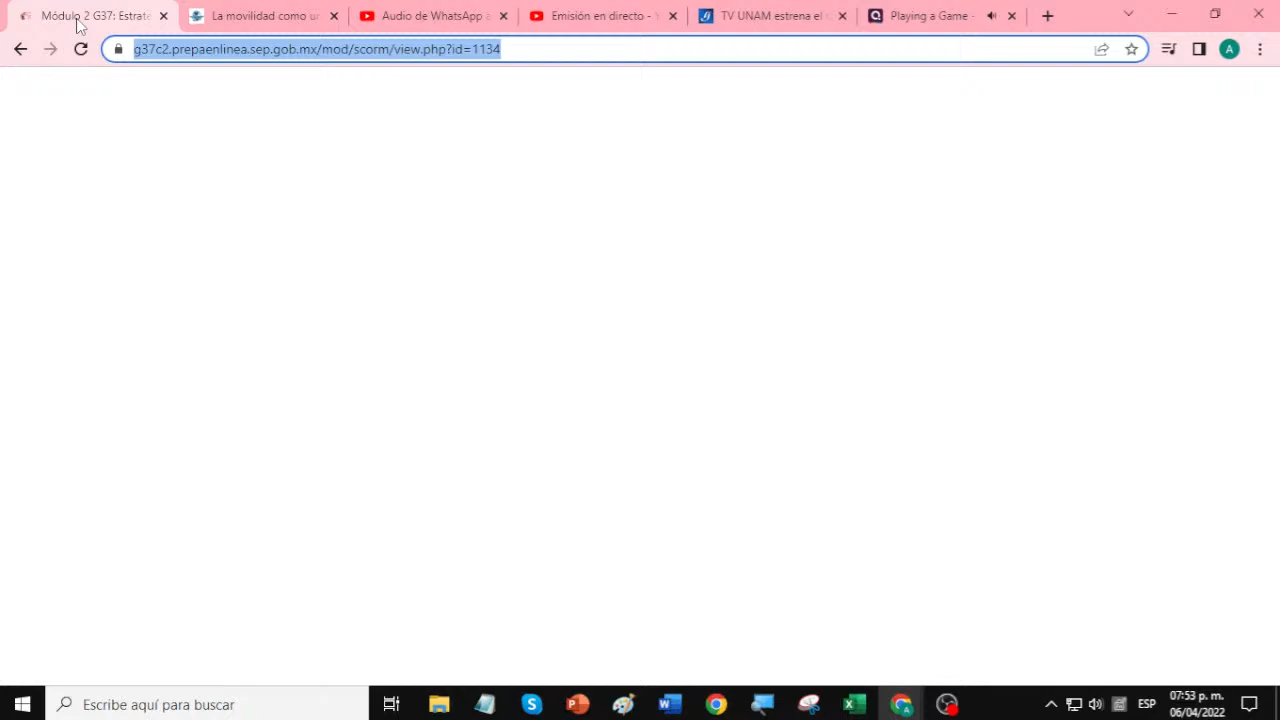 Módulo 2 G37: Estrate
La movilidad como un
Audio de WhatsApp a
Emisión en directo - Y
TV UNAM estrena el
Playing a Game -
g37c2.prepaenlinea.sep.gob.mx/mod/scorm/view.php?id=1134
A
Escribe aquí para buscar
ESP
07:53 p. m.
06/04/2022